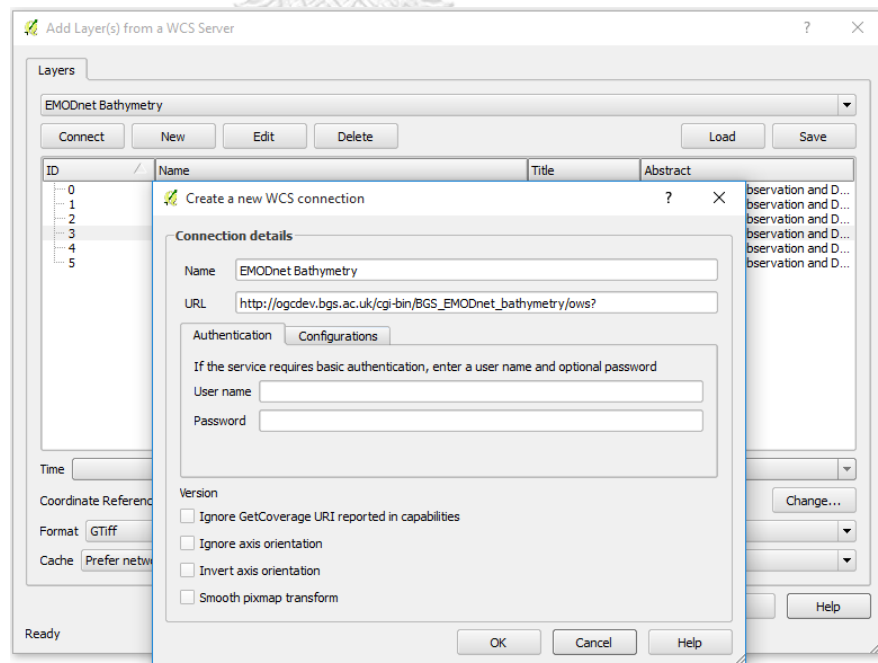 Add Layer(s) from a WCS Server ?
Layers
EMODnet Bathymetry
Connect New Edit Delete Load Save
ID Name Title Abstract
0
1
2
3
4
5
bservation and D...
bservation and D...
bservation and D...
bservation and D...
bservation and D...
bservation and D...
Create a new WCS connection ?
Connection details
Name EMODnet Bathymetry
URL http://ogcdev.bgs.ac.uk/cgi-bin/BGS_EMODnet_bathymetry/ows?
Authentication Configurations
If the service requires basic authentication, enter a user name and optional password
User name
Password
Version
Ignore GetCoverage URI reported in capabilities
Ignore axis orientation
Invert axis orientation
Smooth pixmap transform
OK Cancel Help
Time
Coordinate Referenc
Change...
Format GTiff
Cache Prefer netw
Help
Ready